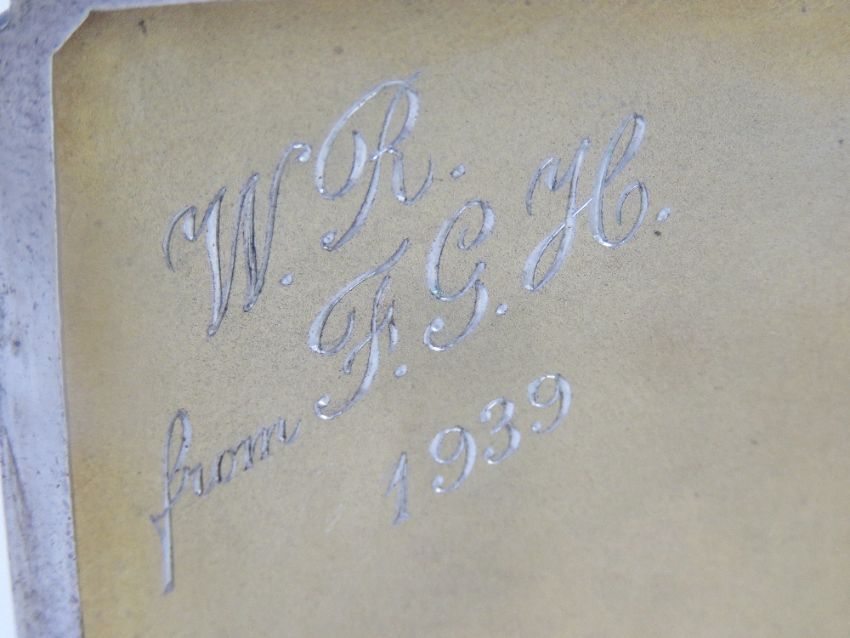 W. R.
from F. G. H.
1939